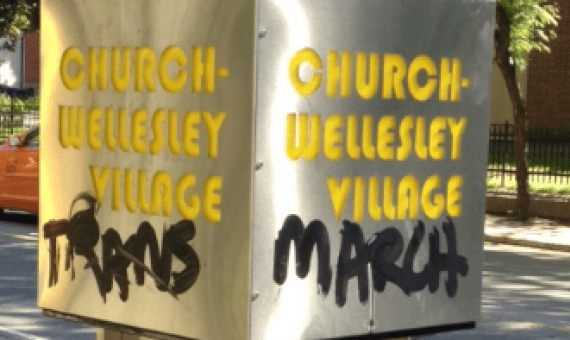 CHURCH-
WELLESLEY
VILLAGE
TRANS
CHURCH-
WELLESLEY
VILLAGE
MARCH